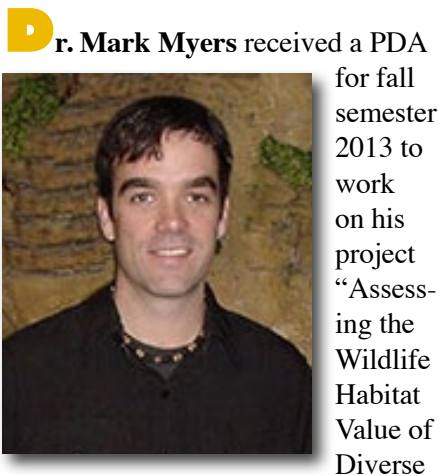 Dr. Mark Myers received a PDA
for fall
semester
2013 to
work
on his
project
“Assess-
ing the
Wildlife
Habitat
Value of
Diverse